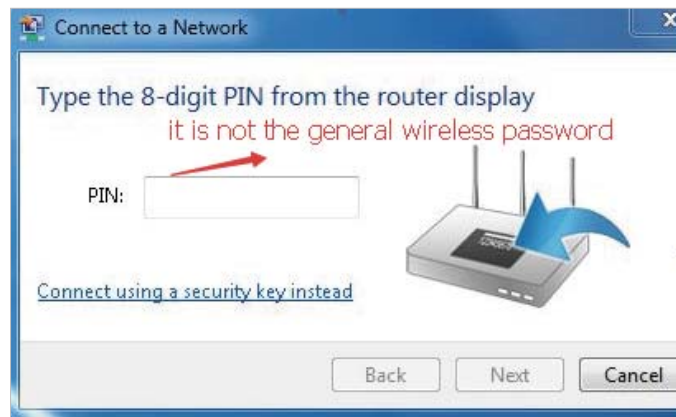 Connect to a Network
Type the 8-digit PIN from the router display
it is not the general wireless password
PIN:
Connect using a security key instead
Back
Next
Cancel